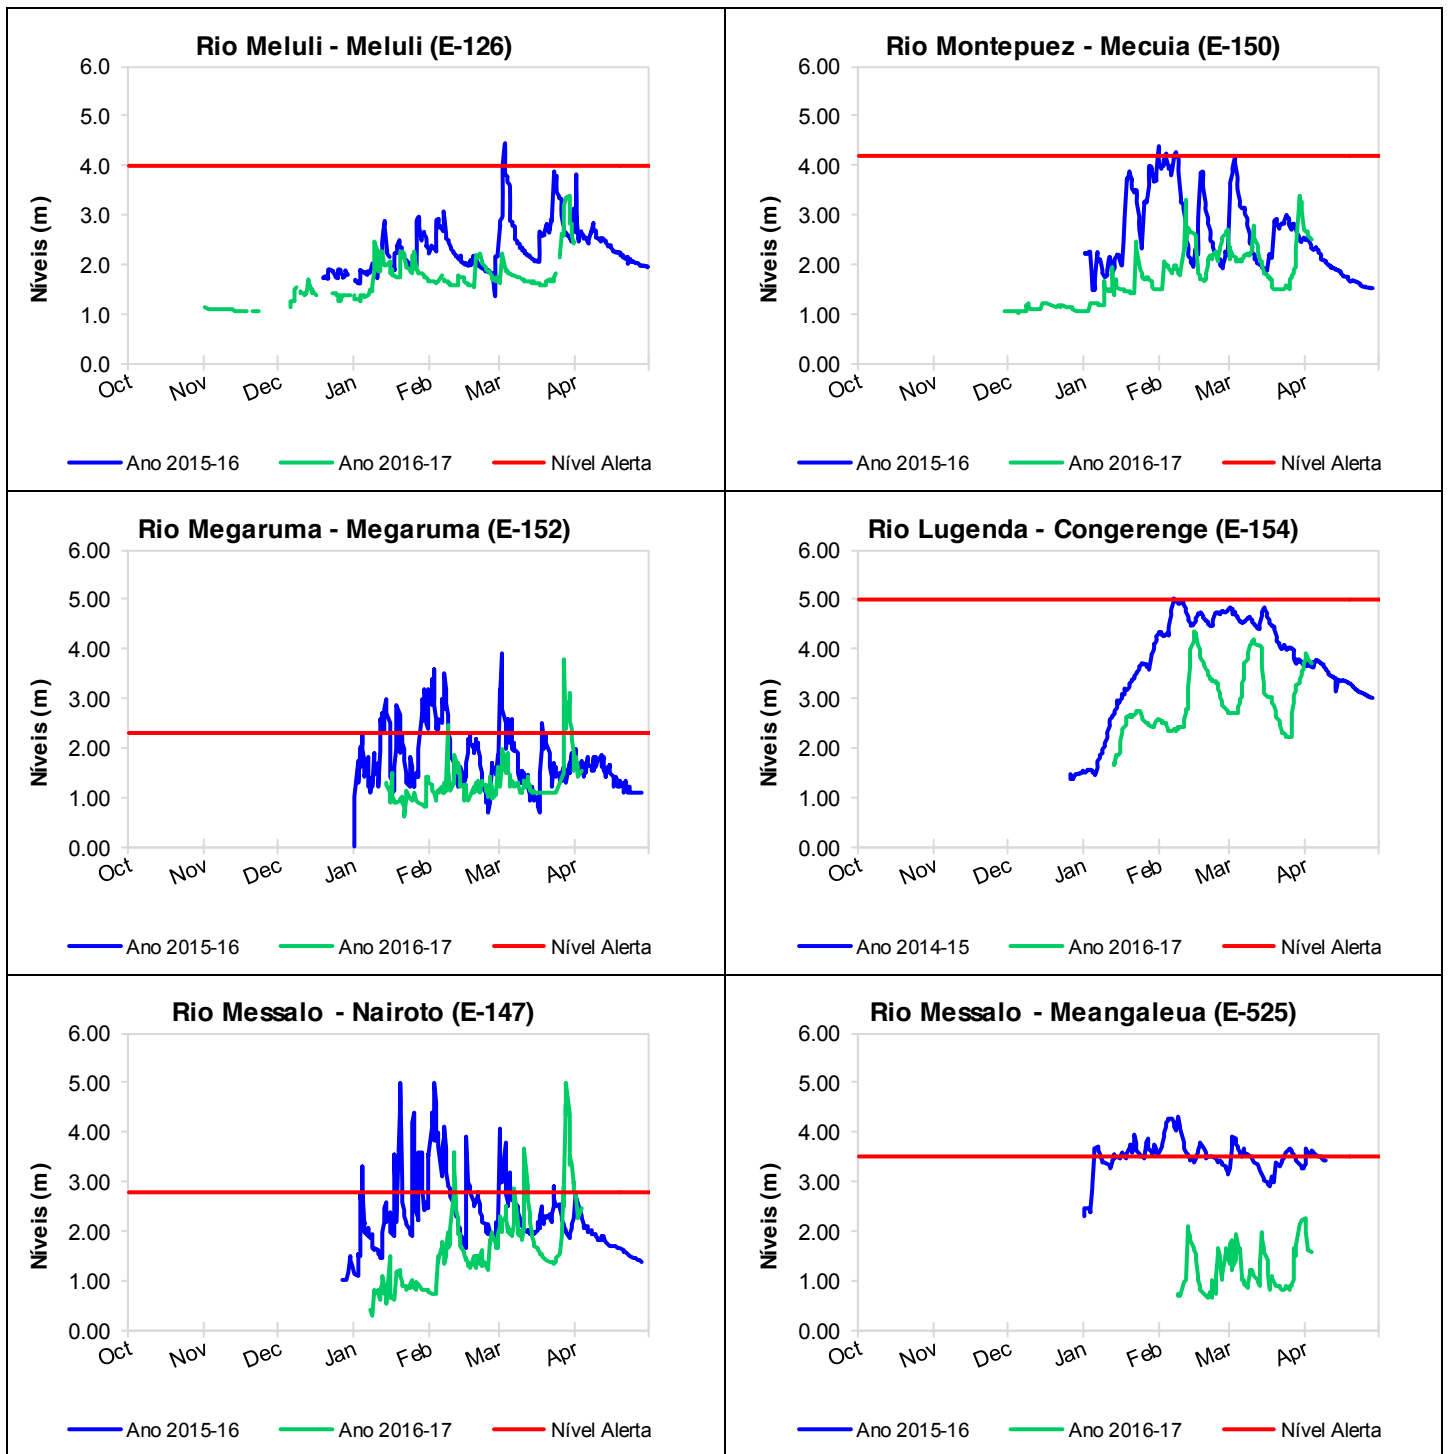 Rio Meluli - Meluli (E-126)
Níveis (m)
6.0
5.0
4.0
3.0
2.0
1.0
0.0
Oct Nov Dec Jan Feb Mar Apr
Ano 2015-16 Ano 2016-17 Nível Alerta
Rio Montepuez - Mecuia (E-150)
Níveis (m)
6.00
5.00
4.00
3.00
2.00
1.00
0.00
Oct Nov Dec Jan Feb Mar Apr
Ano 2015-16 Ano 2016-17 Nível Alerta
Rio Megaruma - Megaruma (E-152)
Níveis (m)
6.00
5.00
4.00
3.00
2.00
1.00
0.00
Oct Nov Dec Jan Feb Mar Apr
Ano 2015-16 Ano 2016-17 Nível Alerta
Rio Lugenda - Congerenge (E-154)
Níveis (m)
6.00
5.00
4.00
3.00
2.00
1.00
0.00
Oct Nov Dec Jan Feb Mar Apr
Ano 2014-15 Ano 2016-17 Nível Alerta
Rio Messalo - Nairoto (E-147)
Níveis (m)
6.00
5.00
4.00
3.00
2.00
1.00
0.00
Oct Nov Dec Jan Feb Mar Apr
Ano 2015-16 Ano 2016-17 Nível Alerta
Rio Messalo - Meangaleua (E-525)
Níveis (m)
6.00
5.00
4.00
3.00
2.00
1.00
0.00
Oct Nov Dec Jan Feb Mar Apr
Ano 2015-16 Ano 2016-17 Nível Alerta